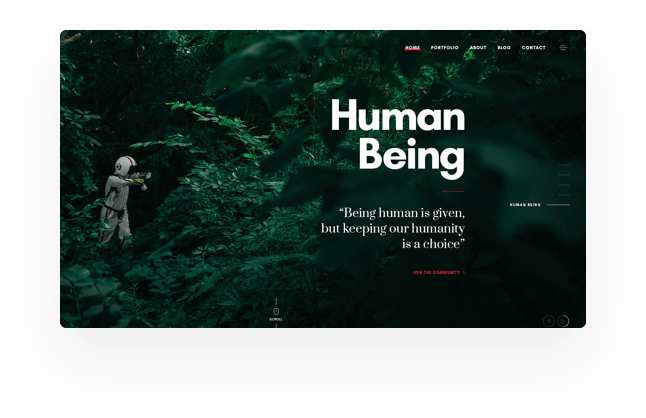 HOME PORTFOLIO ABOUT BLOG CONTACT
Human
Being
HUMAN BEING
“Being human is given,
but keeping our humanity
is a choice”
JOIN THE COMMUNITY
SCROLL